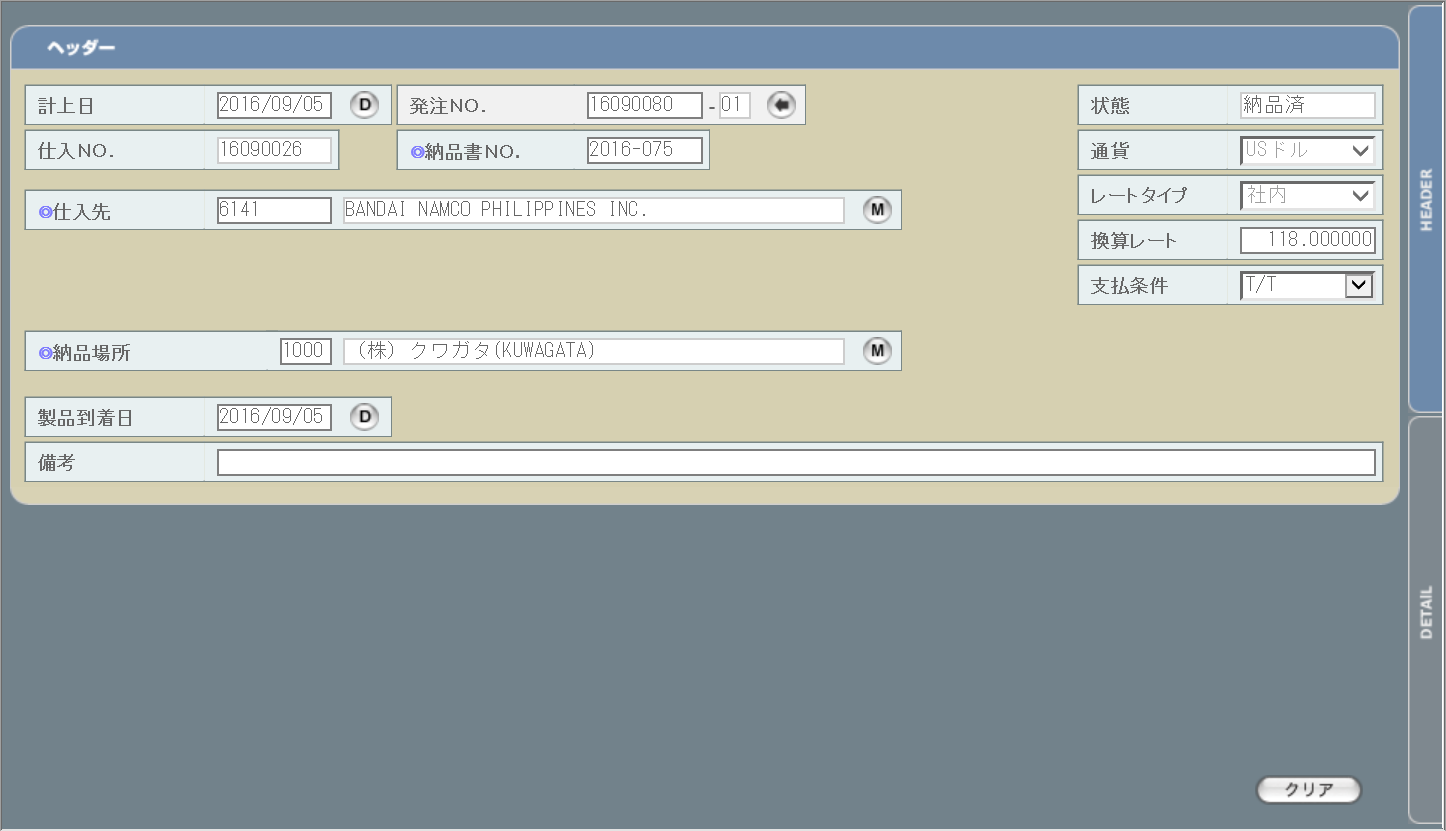 ヘッダー
計上日 2016/09/05 D 発注NO. 16090080 - 01 状態 納品済
仕入NO. 16090026 ◎納品書NO. 2016-075 通貨 USドル
レートタイプ 社内
◎仕入先 6141 BANDAI NAMCO PHILIPPINES INC. M
換算レート 118.000000
支払条件 T/T
◎納品場所 1000 (株) クワガタ(KUWAGATA) M
製品到着日 2016/09/05 D
備考
クリア
HEADER
DETAIL